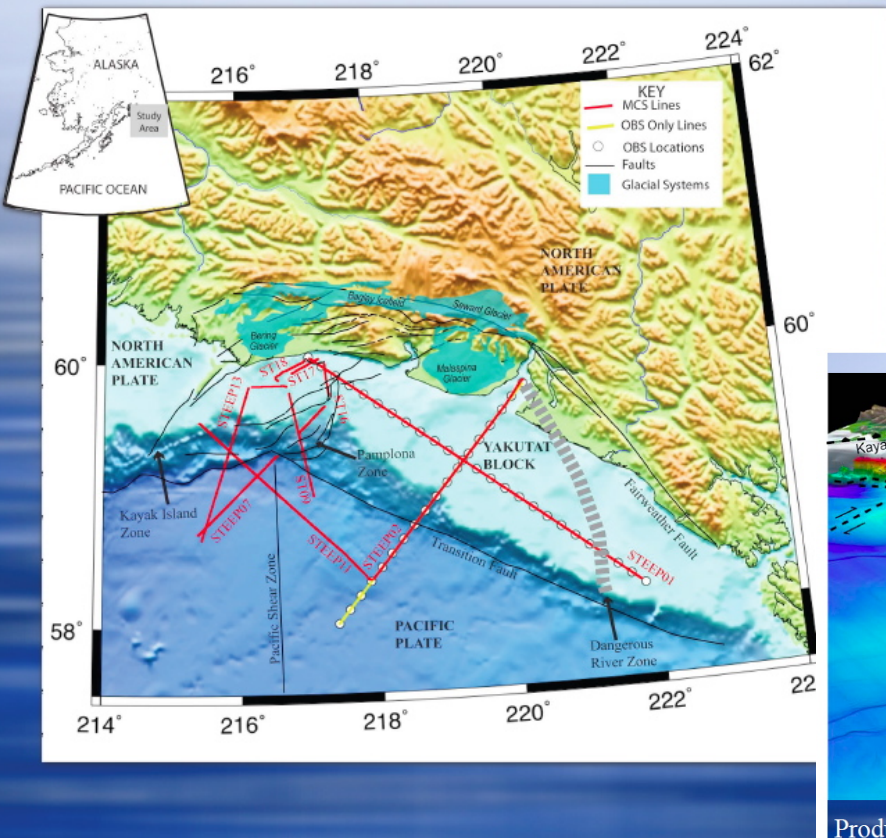 ALASKA
Study
Area
PACIFIC OCEAN
216°
218°
220°
222°
224°
62°
KEY
MCS Lines
OBS Only Lines
OBS Locations
Faults
Glacial Systems
NORTH
AMERICAN
PLATE
Bagley Icefield
Seward Glacier
Bering
Glacier
Malaspina
Glacier
60°
60°
NORTH
AMERICAN
PLATE
ST18
ST17
STEEP13
ST16
Pamplona
Zone
YAKUTAT
BLOCK
Kayak Island
Zone
STEEP07
ST09
STEEP11
STEEP02
Transition Fault
Fairweather Fault
STEEP01
Pacific Shear Zone
58°
PACIFIC
PLATE
Dangerous
River Zone
214°
216°
218°
220°
222°
22
Kaya
Produ